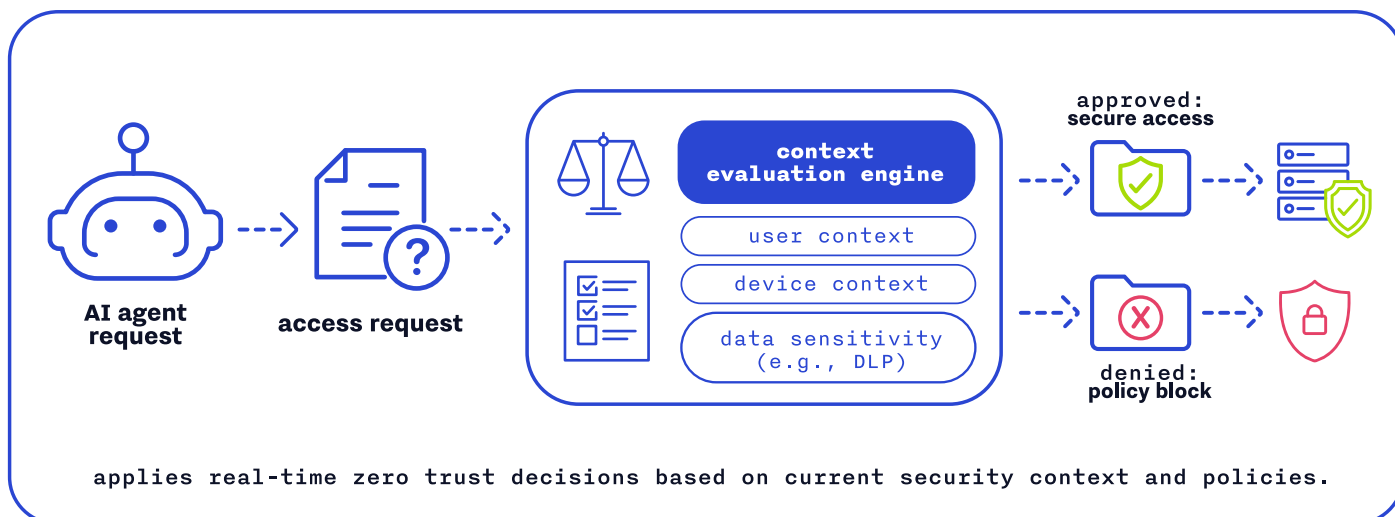 AI agent
request
access request
?
context
evaluation engine
user context
device context
data sensitivity
(e.g., DLP)
approved:
secure access
denied:
policy block
applies real-time zero trust decisions based on current security context and policies.